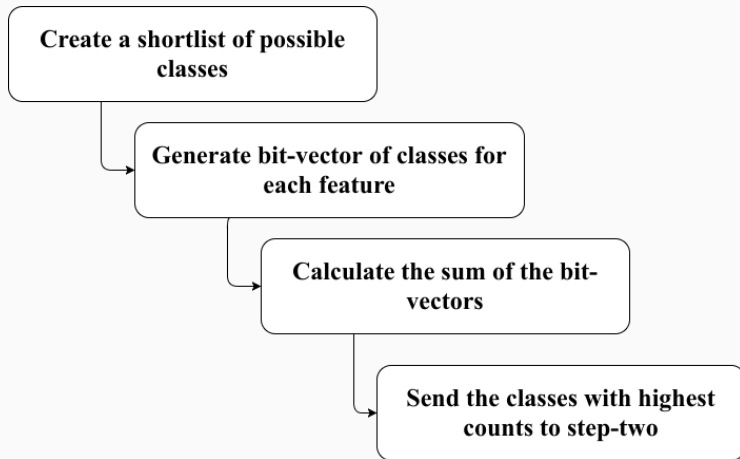 Create a shortlist of possible
classes
Generate bit-vector of classes for
each feature
Calculate the sum of the bit-
vectors
Send the classes with highest
counts to step-two